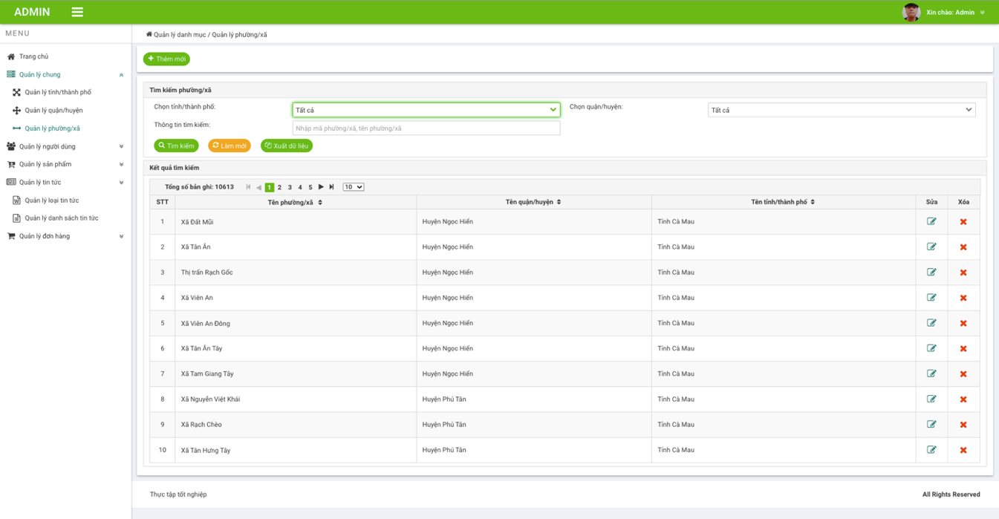 ADMIN
Xin chào: Admin
MENU
Quản lý danh mục / Quản lý phường/xã
Trang chủ
Quản lý chung
Quản lý tỉnh/thành phố
Quản lý quận/huyện
Quản lý phường/xã
Quản lý người dùng
Quản lý sản phẩm
Quản lý tin tức
Quản lý loại tin tức
Quản lý danh sách tin tức
Quản lý đơn hàng
Thêm mới
Tìm kiếm phường/xã
Chọn tỉnh/thành phố: Tất cả Chọn quận/huyện: Tất cả
Thông tin tìm kiếm: Nhập mã phường/xã, tên phường/xã
Tìm kiếm Làm mới Xuất dữ liệu
Kết quả tìm kiếm
Tổng số bản ghi: 10613 1 2 3 4 5 10
STT Tên phường/xã Tên quận/huyện Tên tỉnh/thành phố Sửa Xóa
1 Xã Đất Mũi Huyện Ngọc Hiển Tỉnh Cà Mau
2 Xã Tân Ân Huyện Ngọc Hiển Tỉnh Cà Mau
3 Thị trấn Rạch Gốc Huyện Ngọc Hiển Tỉnh Cà Mau
4 Xã Viên An Huyện Ngọc Hiển Tỉnh Cà Mau
5 Xã Viên An Đông Huyện Ngọc Hiển Tỉnh Cà Mau
6 Xã Tân Ân Tây Huyện Ngọc Hiển Tỉnh Cà Mau
7 Xã Tam Giang Tây Huyện Ngọc Hiển Tỉnh Cà Mau
8 Xã Nguyễn Việt Khái Huyện Phú Tân Tỉnh Cà Mau
9 Xã Rạch Chèo Huyện Phú Tân Tỉnh Cà Mau
10 Xã Tân Hưng Tây Huyện Phú Tân Tỉnh Cà Mau
Thực tập tốt nghiệp
All Rights Reserved